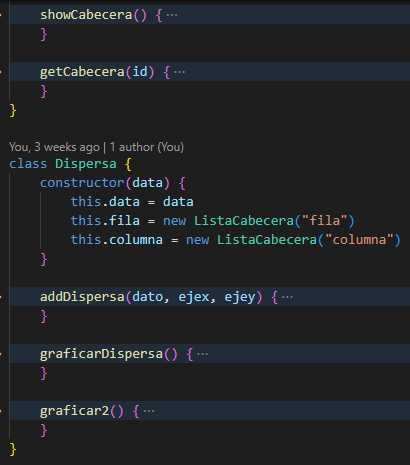 showCabecera() { ···
}
getCabecera(id) { ···
}
}
You, 3 weeks ago | 1 author (You)
class Dispersa {
constructor(data) {
this.data = data
this.fila = new ListaCabecera("fila")
this.columna = new ListaCabecera("columna")
}
addDispersa(dato, ejex, ejey) { ···
}
graficarDispersa() { ···
}
graficar2() { ···
}
}